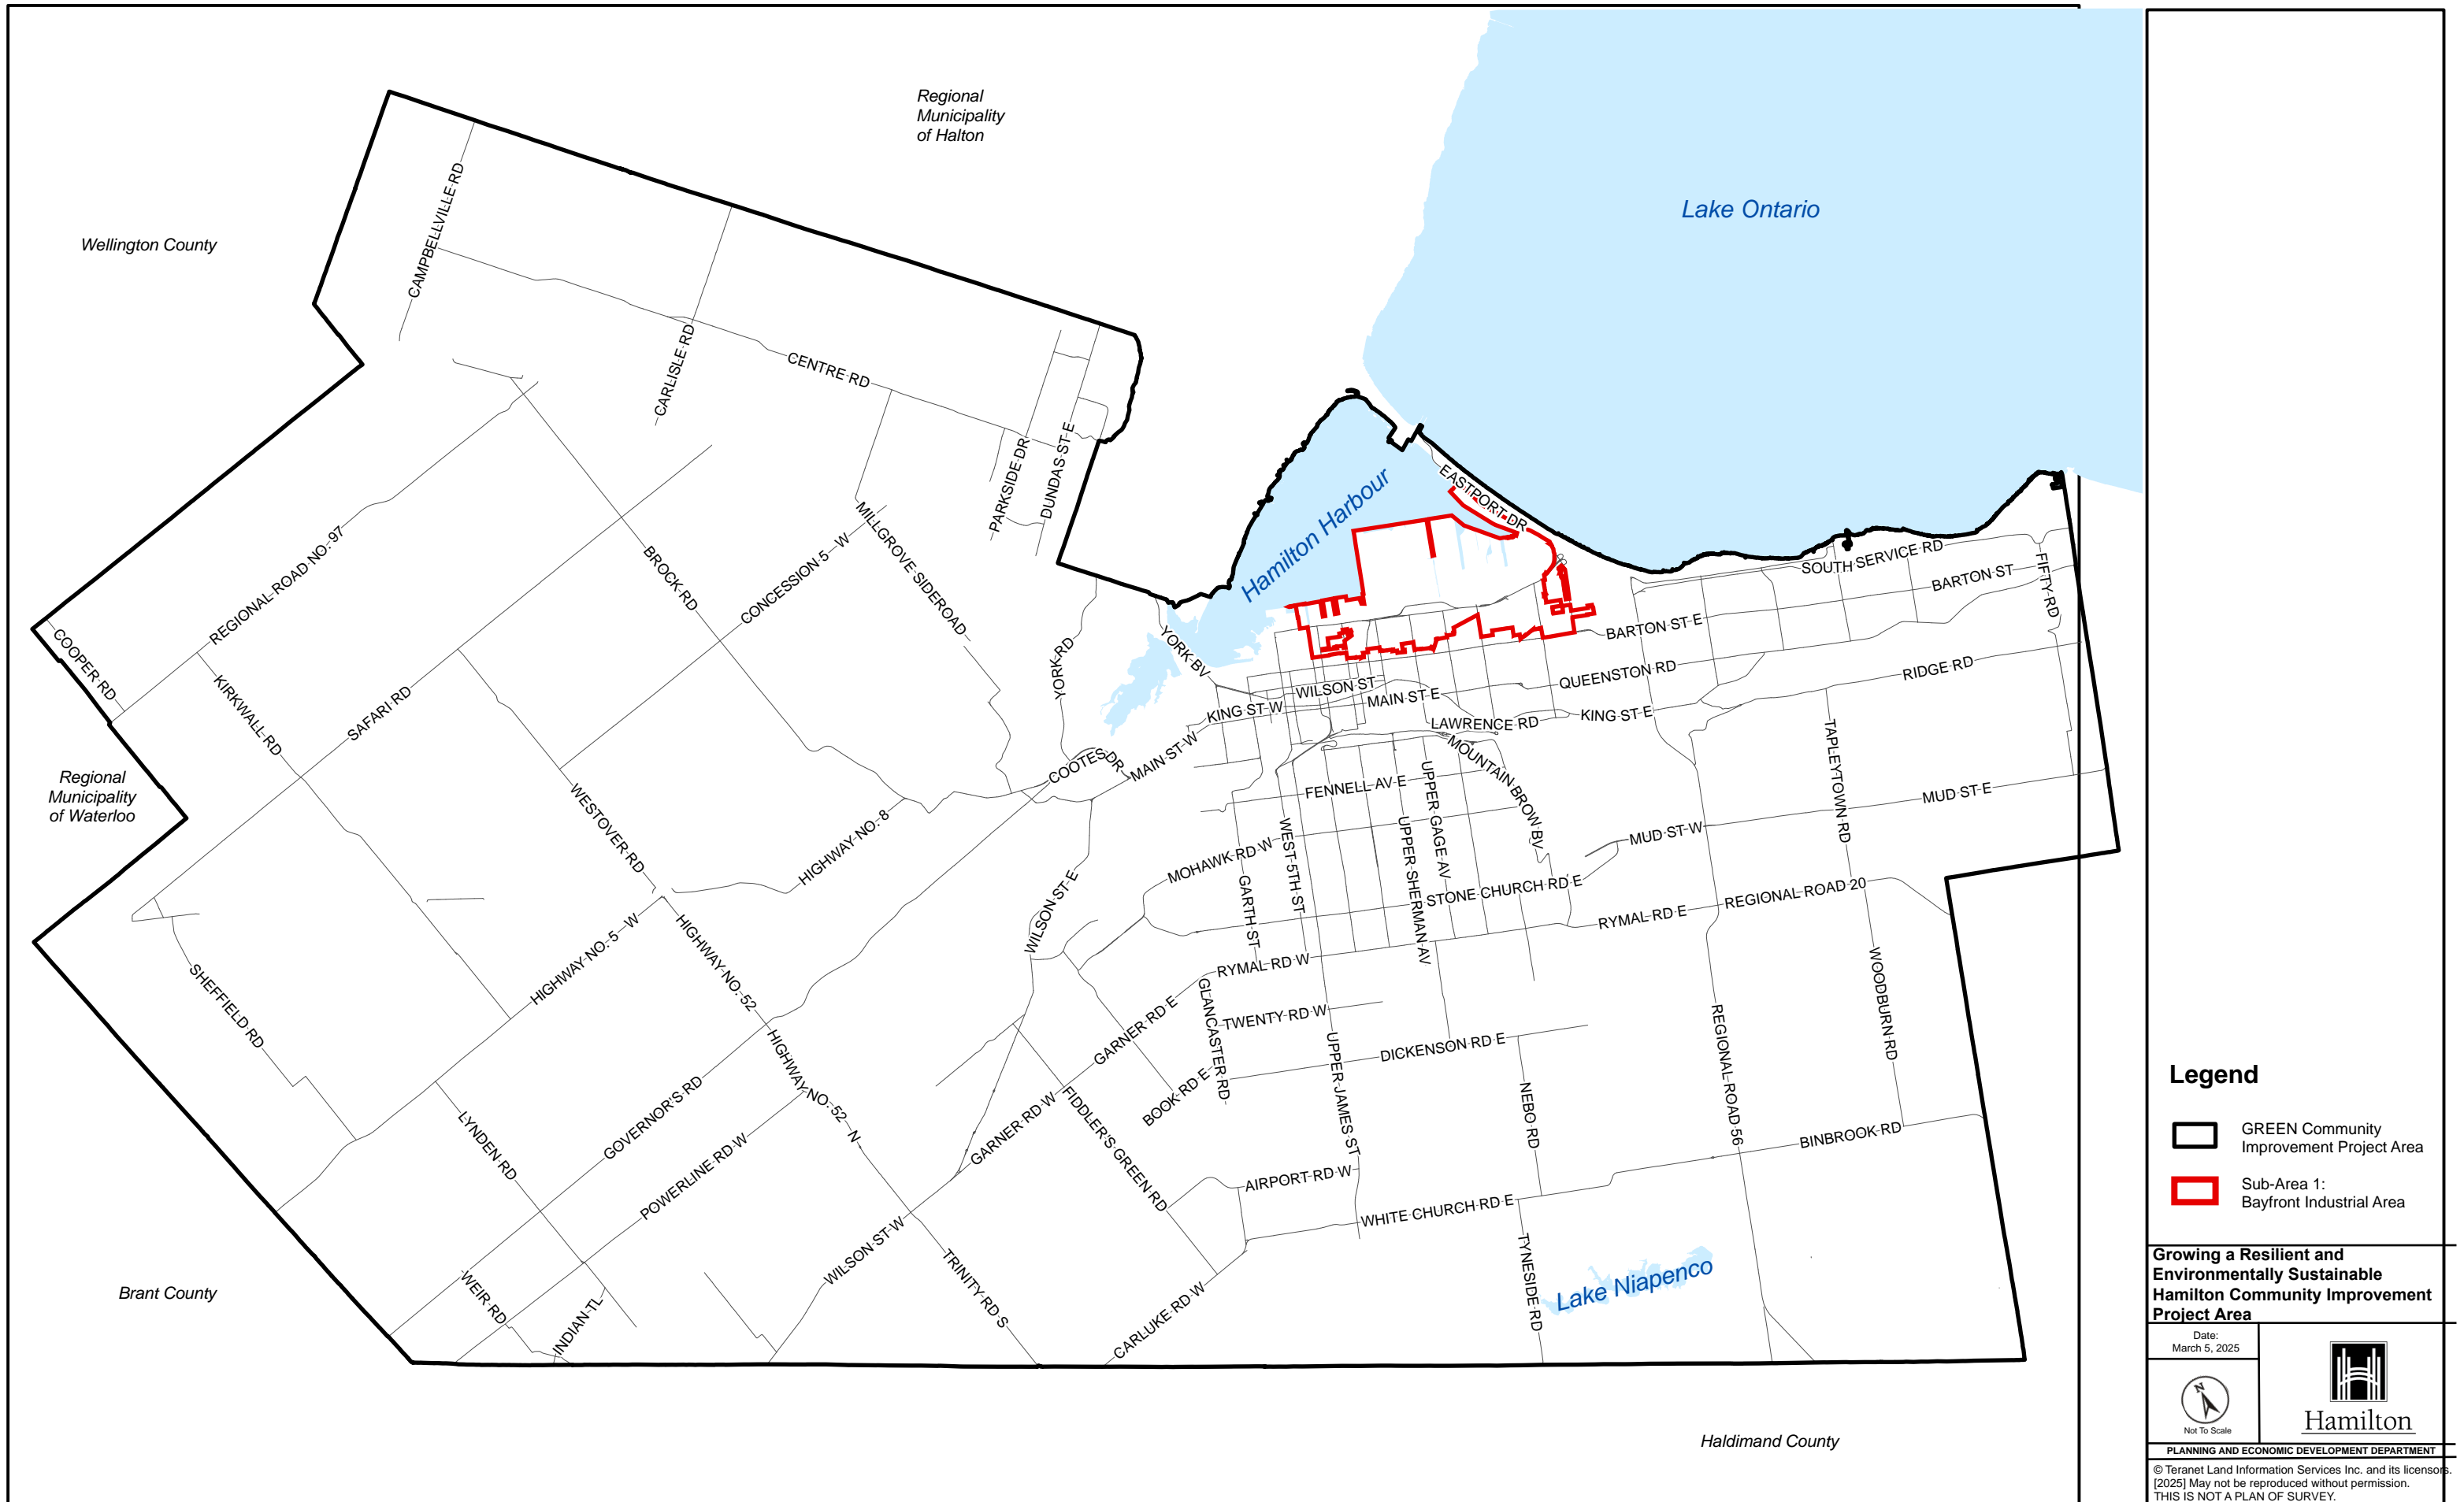 Regional
Municipality
of Halton
Lake Ontario
Wellington County
CAMPBELLVILLE RD
CARLISLE RD
CENTRE RD
PARKSIDE DR
DUNDAS ST E
EASTPORT DR
Hamilton Harbour
REGIONAL ROAD NO. 97
BROCK RD
CONCESSION 5 W
MILLGROVE SIDEROAD
SOUTH SERVICE RD
BARTON ST
FIFTY RD
COOPER RD
KIRKWALL RD
SAFARI RD
YORK RD
YORK BV
BARTON ST E
QUEENSTON RD
RIDGE RD
WILSON ST
KING ST W
MAIN ST E
LAWRENCE RD
KING ST E
Regional
Municipality
of Waterloo
WESTOVER RD
HIGHWAY NO. 8
COOTES DR
MAIN ST W
FENNELL AV E
MOUNTAIN BROW BV
UPPER GAGE AV
UPPER SHERMAN AV
WEST 5TH ST
TAPLEYTOWN RD
MUD ST E
MUD ST W
MOHAWK RD W
GARTH ST
STONE CHURCH RD E
RYMAL RD E
REGIONAL ROAD 20
WILSON ST E
SHEFFIELD RD
HIGHWAY NO. 5 W
HIGHWAY NO. 52
RYMAL RD W
GLANCASTER RD
TWENTY RD W
GARNER RD E
DICKENSON RD E
UPPER JAMES ST
REGIONAL ROAD 56
WOODBURN RD
HIGHWAY NO. 52 N
GOVERNOR'S RD
LYNDEN RD
POWERLINE RD W
GARNER RD W
FIDDLER'S GREEN RD
BOOK RD E
NEBO RD
BINBROOK RD
AIRPORT RD W
WHITE CHURCH RD E
WILSON ST W
TRINITY RD S
TYNESIDE RD
Lake Niapenco
Brant County
WEIR RD
INDIAN TL
CARLUKE RD W
Haldimand County
Legend
GREEN Community
Improvement Project Area
Sub-Area 1:
Bayfront Industrial Area
Growing a Resilient and
Environmentally Sustainable
Hamilton Community Improvement
Project Area
Date:
March 5, 2025
N
Not To Scale
Hamilton
PLANNING AND ECONOMIC DEVELOPMENT DEPARTMENT
© Teranet Land Information Services Inc. and its licensors.
[2025] May not be reproduced without permission.
THIS IS NOT A PLAN OF SURVEY.